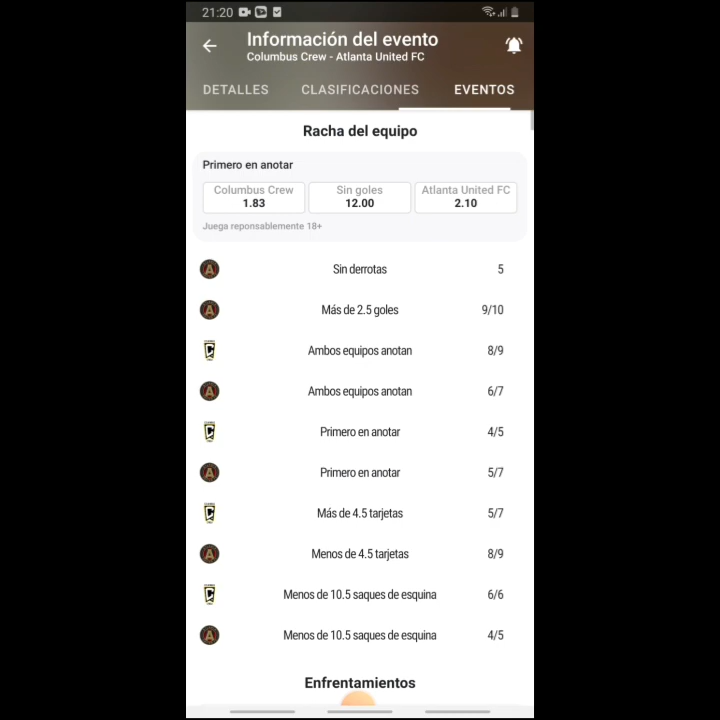 21:20
Información del evento
Columbus Crew - Atlanta United FC
DETALLES CLASIFICACIONES EVENTOS
Racha del equipo
Primero en anotar
Columbus Crew Sin goles Atlanta United FC
1.83 12.00 2.10
Juega reponsablemente 18+
Sin derrotas 5
Más de 2.5 goles 9/10
Ambos equipos anotan 8/9
Ambos equipos anotan 6/7
Primero en anotar 4/5
Primero en anotar 5/7
Más de 4.5 tarjetas 5/7
Menos de 4.5 tarjetas 8/9
Menos de 10.5 saques de esquina 6/6
Menos de 10.5 saques de esquina 4/5
Enfrentamientos